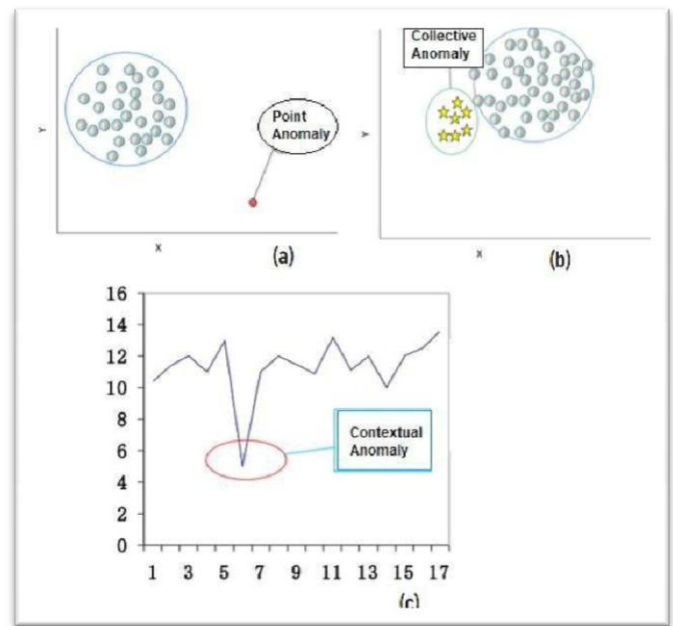 Y
Point
Anomaly
X
(a)
Collective
Anomaly
Y
X
(b)
16
14
12
10
8
6
4
2
0
Contextual
Anomaly
1 3 5 7 9 11 13 15 17
(c)